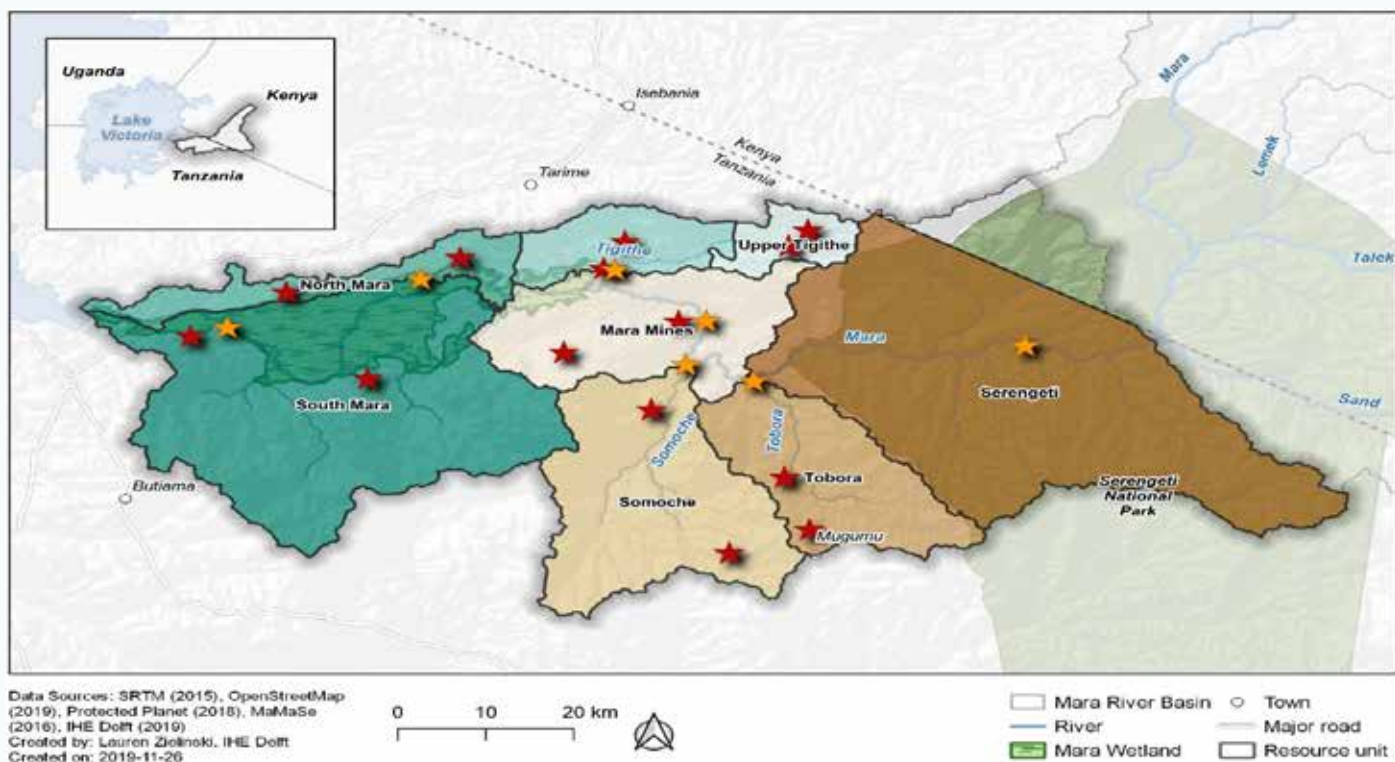 Uganda
Kenya
Lake
Victoria
Tanzania
Isebania
Tarime
Kenya
Tanzania
Mara
Lemek
Talek
Sand
Tigithe
Upper Tigithe
North Mara
Mara Mines
Mara
Serengeti
South Mara
Somoche
Tobora
Tobora
Somoche
Mugumu
Serengeti
National
Park
Butiama
Data Sources: SRTM (2015), OpenStreetMap
(2019), Protected Planet (2018), MaMaSe
(2016), IHE Delft (2019)
Created by: Lauren Zielinski, IHE Delft
Created on: 2019-11-26
0 10 20 km
Mara River Basin
Town
River
Major road
Mara Wetland
Resource unit